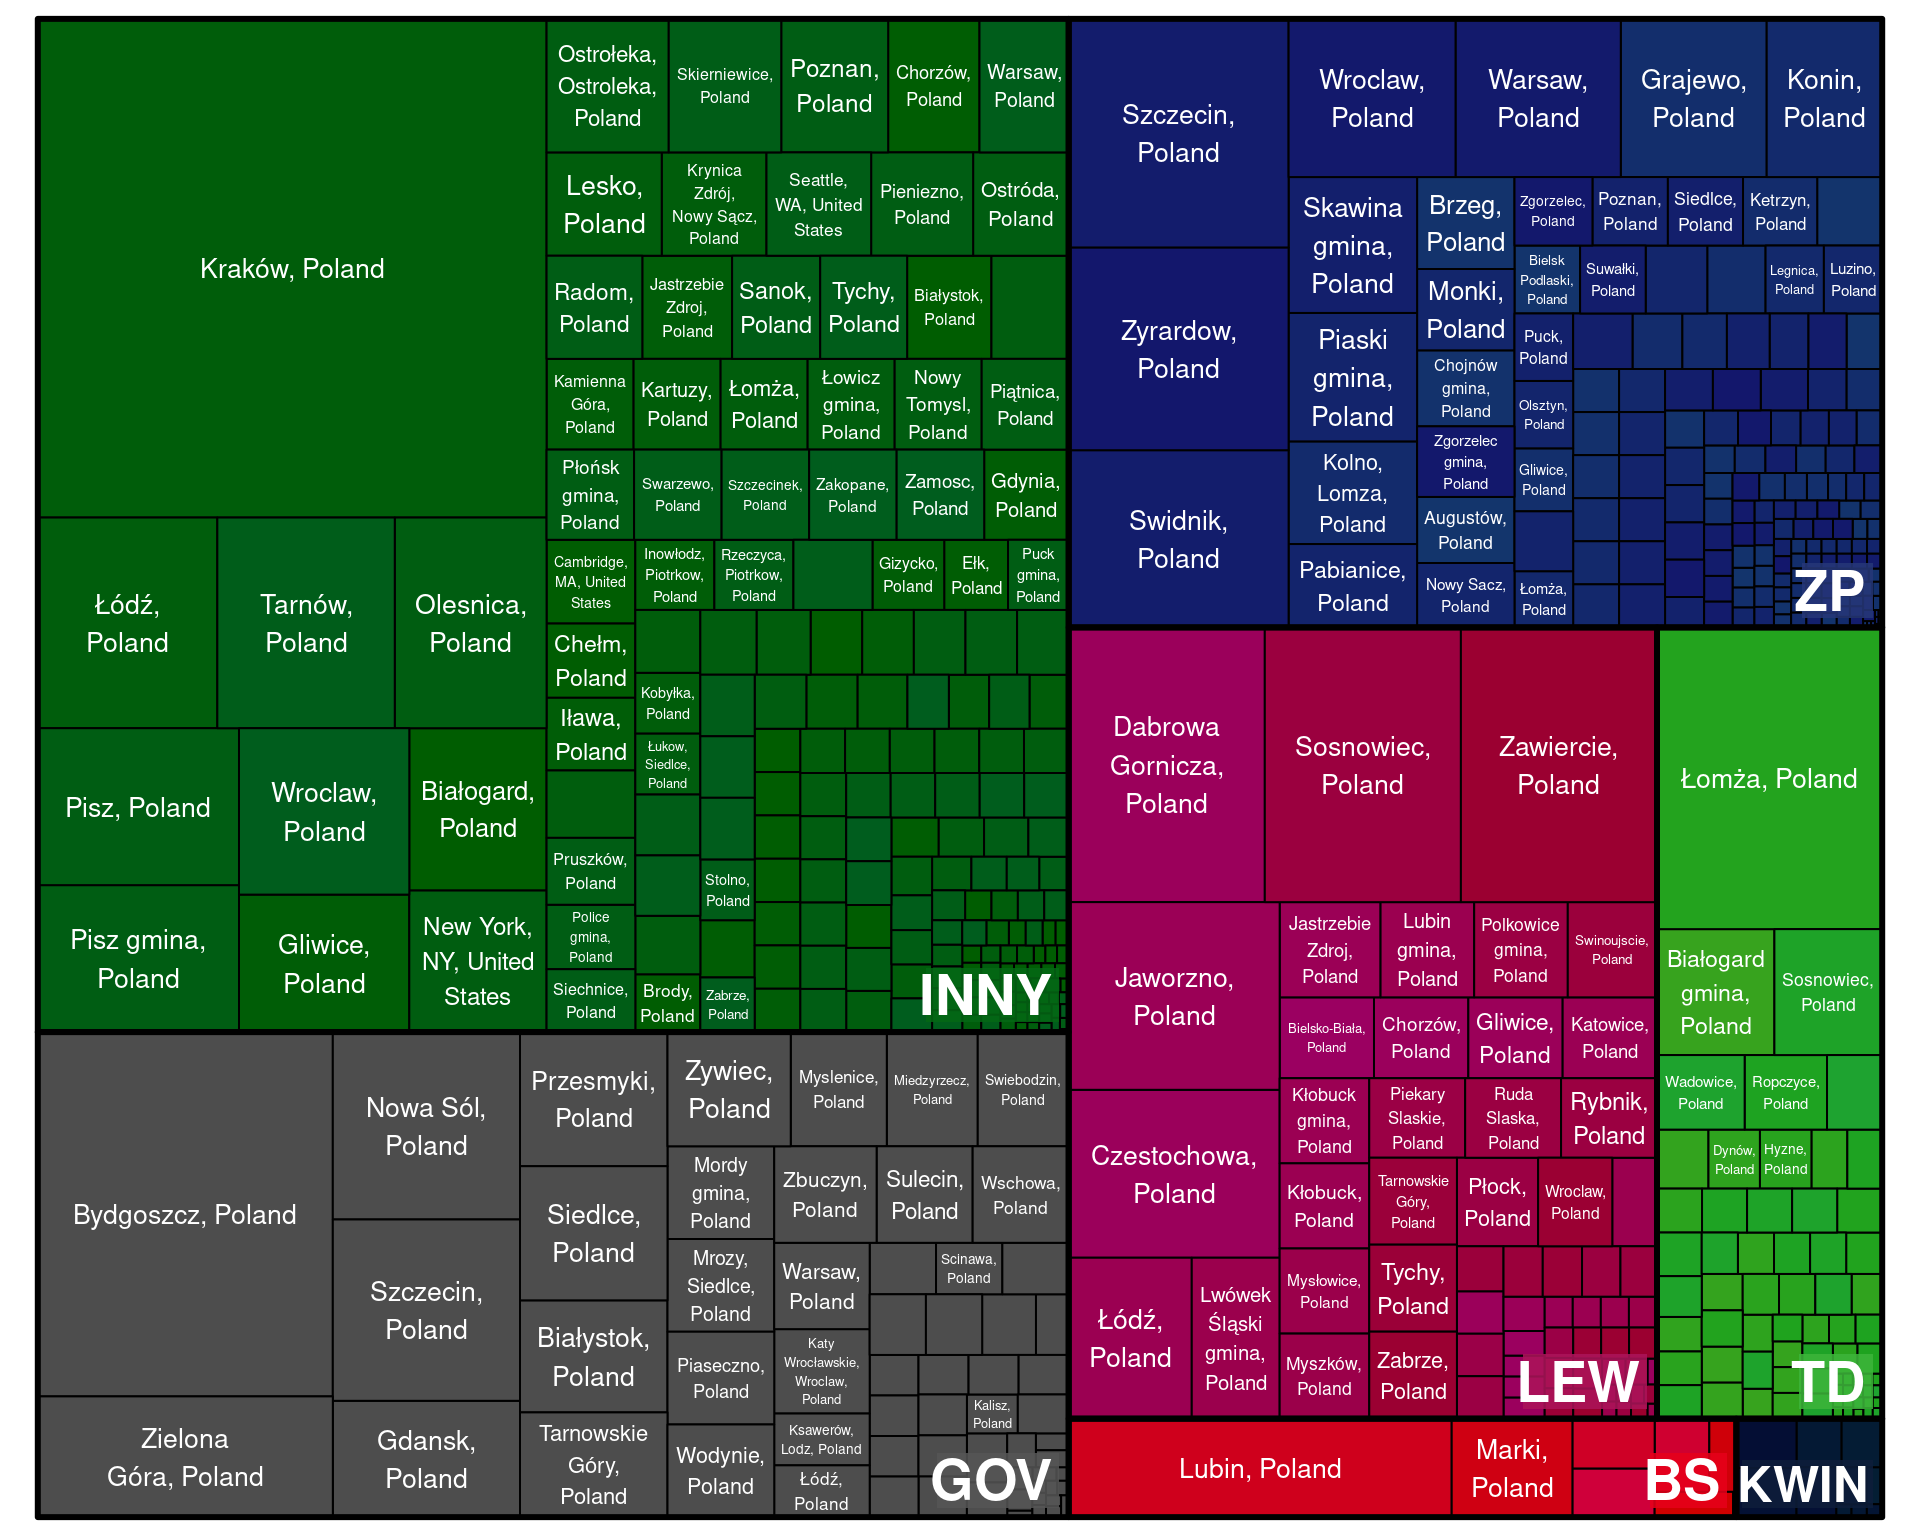 Kraków, Poland
Łódź,
Poland
Tarnów,
Poland
Olesnica,
Poland
Pisz, Poland
Wroclaw,
Poland
Białogard,
Poland
Pisz gmina,
Poland
Gliwice,
Poland
New York,
NY, United
States
Ostrołeka,
Ostroleka,
Poland
Skierniewice,
Poland
Poznan,
Poland
Chorzów,
Poland
Warsaw,
Poland
Lesko,
Poland
Krynica
Zdrój,
Nowy Sącz,
Poland
Seattle,
WA, United
States
Pieniezno,
Poland
Ostróda,
Poland
Radom,
Poland
Jastrzebie
Zdroj,
Poland
Sanok,
Poland
Tychy,
Poland
Białystok,
Poland
Kamienna
Góra,
Poland
Kartuzy,
Poland
Łomża,
Poland
Łowicz
gmina,
Poland
Nowy
Tomysl,
Poland
Piątnica,
Poland
Płońsk
gmina,
Poland
Swarzewo,
Poland
Szczecinek,
Poland
Zakopane,
Poland
Zamosc,
Poland
Gdynia,
Poland
Cambridge,
MA, United
States
Inowłodz,
Piotrkow,
Poland
Rzeczyca,
Piotrkow,
Poland
Gizycko,
Poland
Ełk,
Poland
Puck
gmina,
Poland
Chełm,
Poland
Kobyłka,
Poland
Iława,
Poland
Łukow,
Siedlce,
Poland
Pruszków,
Poland
Stolno,
Poland
Police
gmina,
Poland
Siechnice,
Poland
Brody,
Poland
Zabrze,
Poland
INNY
Szczecin,
Poland
Zyrardow,
Poland
Swidnik,
Poland
Wroclaw,
Poland
Warsaw,
Poland
Grajewo,
Poland
Konin,
Poland
Skawina
gmina,
Poland
Piaski
gmina,
Poland
Kolno,
Lomza,
Poland
Pabianice,
Poland
Brzeg,
Poland
Monki,
Poland
Chojnów
gmina,
Poland
Zgorzelec
gmina,
Poland
Augustów,
Poland
Nowy Sacz,
Poland
Zgorzelec,
Poland
Poznan,
Poland
Siedlce,
Poland
Ketrzyn,
Poland
Bielsk
Podlaski,
Poland
Suwałki,
Poland
Legnica,
Poland
Luzino,
Poland
Puck,
Poland
Olsztyn,
Poland
Gliwice,
Poland
Łomża,
Poland
ZP
Dabrowa
Gornicza,
Poland
Sosnowiec,
Poland
Zawiercie,
Poland
Jaworzno,
Poland
Czestochowa,
Poland
Łódź,
Poland
Lwówek
Śląski
gmina,
Poland
Jastrzebie
Zdroj,
Poland
Lubin
gmina,
Poland
Polkowice
gmina,
Poland
Swinoujscie,
Poland
Bielsko-Biała,
Poland
Chorzów,
Poland
Gliwice,
Poland
Katowice,
Poland
Kłobuck
gmina,
Poland
Piekary
Slaskie,
Poland
Ruda
Slaska,
Poland
Rybnik,
Poland
Kłobuck,
Poland
Tarnowskie
Góry,
Poland
Płock,
Poland
Wroclaw,
Poland
Mysłowice,
Poland
Tychy,
Poland
Myszków,
Poland
Zabrze,
Poland
LEW
Łomża, Poland
Białogard
gmina,
Poland
Sosnowiec,
Poland
Wadowice,
Poland
Ropczyce,
Poland
Dynów,
Poland
Hyzne,
Poland
TD
Bydgoszcz, Poland
Zielona
Góra, Poland
Nowa Sól,
Poland
Szczecin,
Poland
Gdansk,
Poland
Przesmyki,
Poland
Siedlce,
Poland
Białystok,
Poland
Tarnowskie
Góry,
Poland
Zywiec,
Poland
Myslenice,
Poland
Miedzyrzecz,
Poland
Swiebodzin,
Poland
Mordy
gmina,
Poland
Zbuczyn,
Poland
Sulecin,
Poland
Wschowa,
Poland
Mrozy,
Siedlce,
Poland
Warsaw,
Poland
Scinawa,
Poland
Piaseczno,
Poland
Katy
Wrocławskie,
Wroclaw,
Poland
Kalisz,
Poland
Wodynie,
Poland
Ksawerów,
Lodz, Poland
Łódź,
Poland
GOV
Lubin, Poland
Marki,
Poland
BS
KWIN